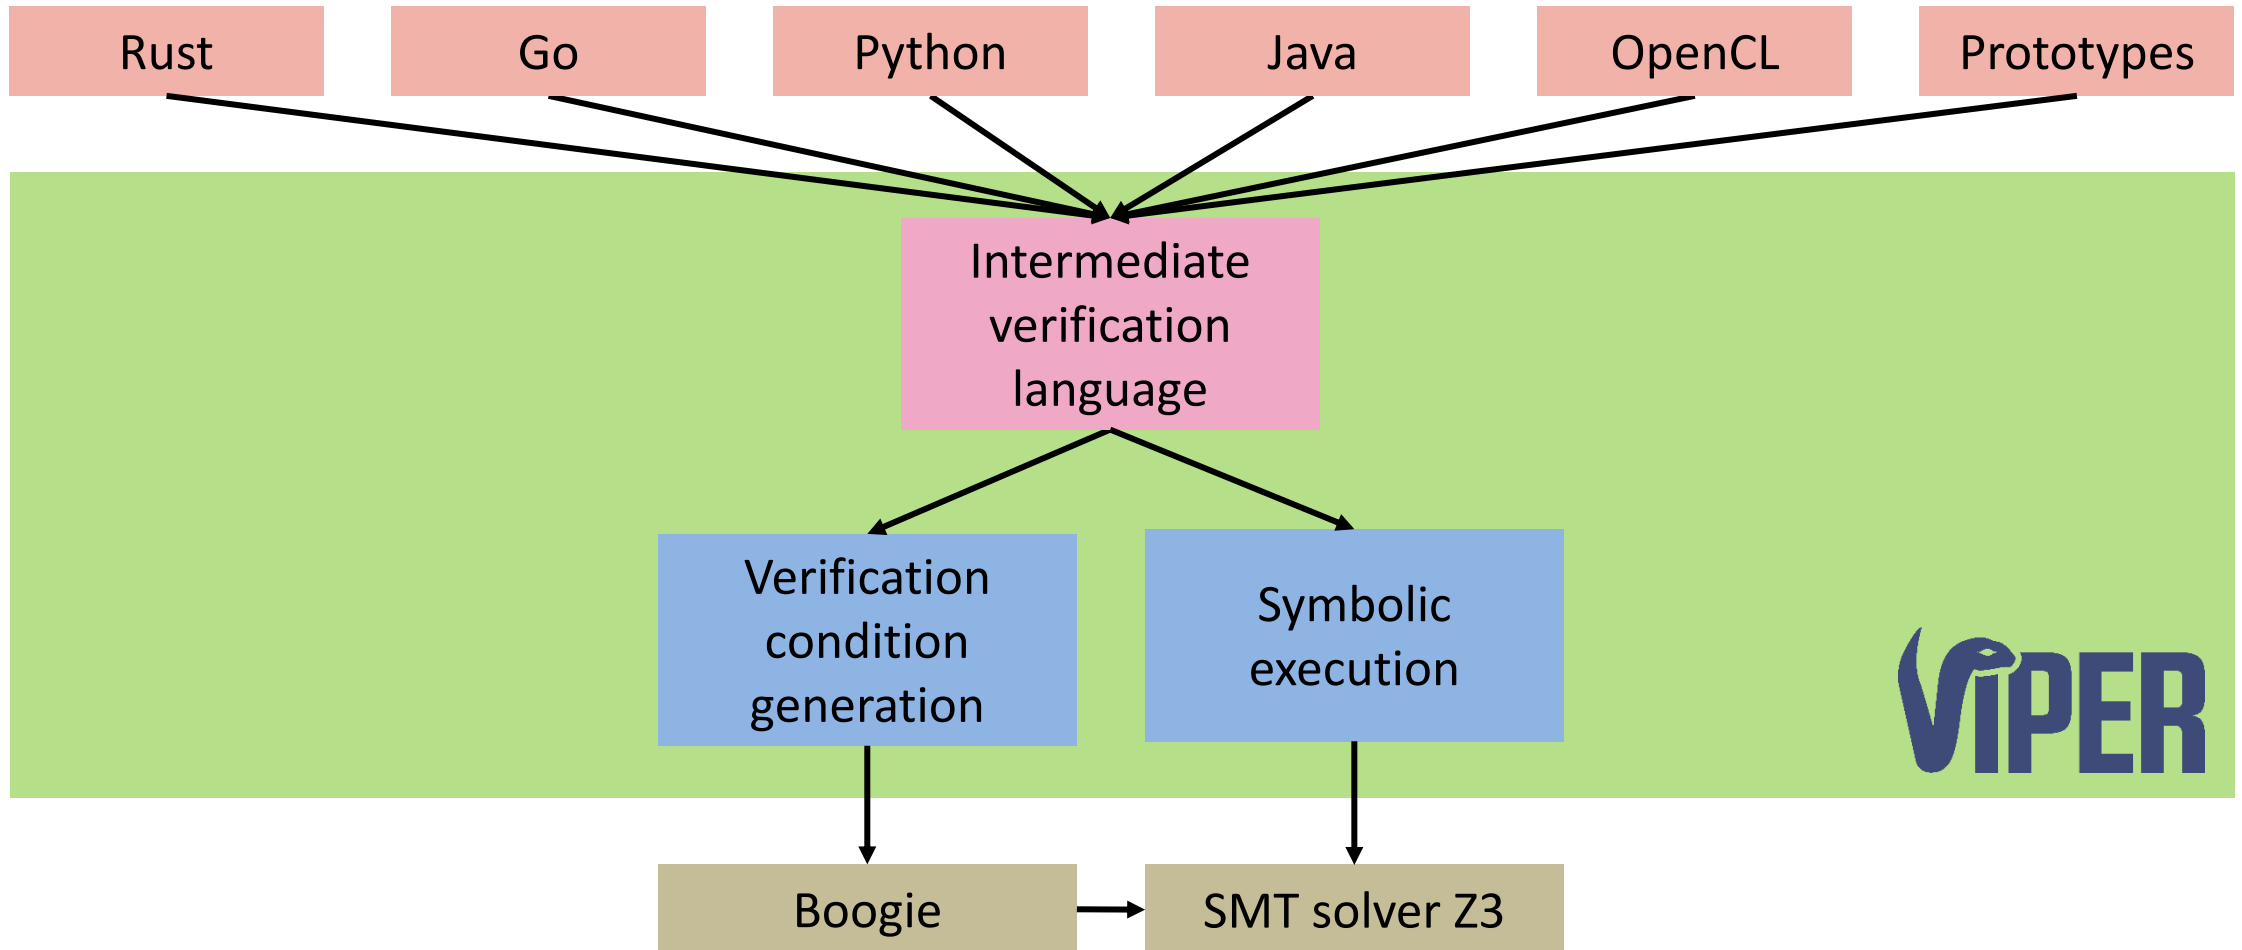 Rust
Go
Python
Java
OpenCL
Prototypes
Intermediate
verification
language
Verification
condition
generation
Symbolic
execution
VIPER
Boogie
SMT solver Z3